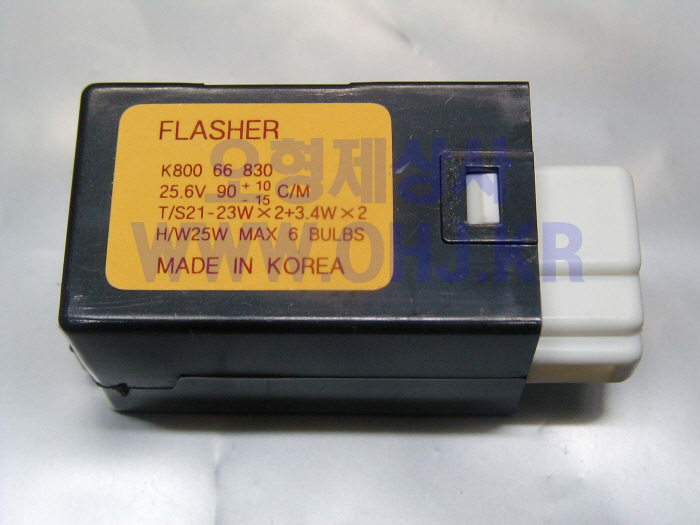 FLASHER
K800 66 830
25.6V 90 +10 -15 C/M
T/S21-23W×2+3.4W×2
H/W25W MAX 6 BULBS
MADE IN KOREA
오형제상사
WWW.OHJ.KR